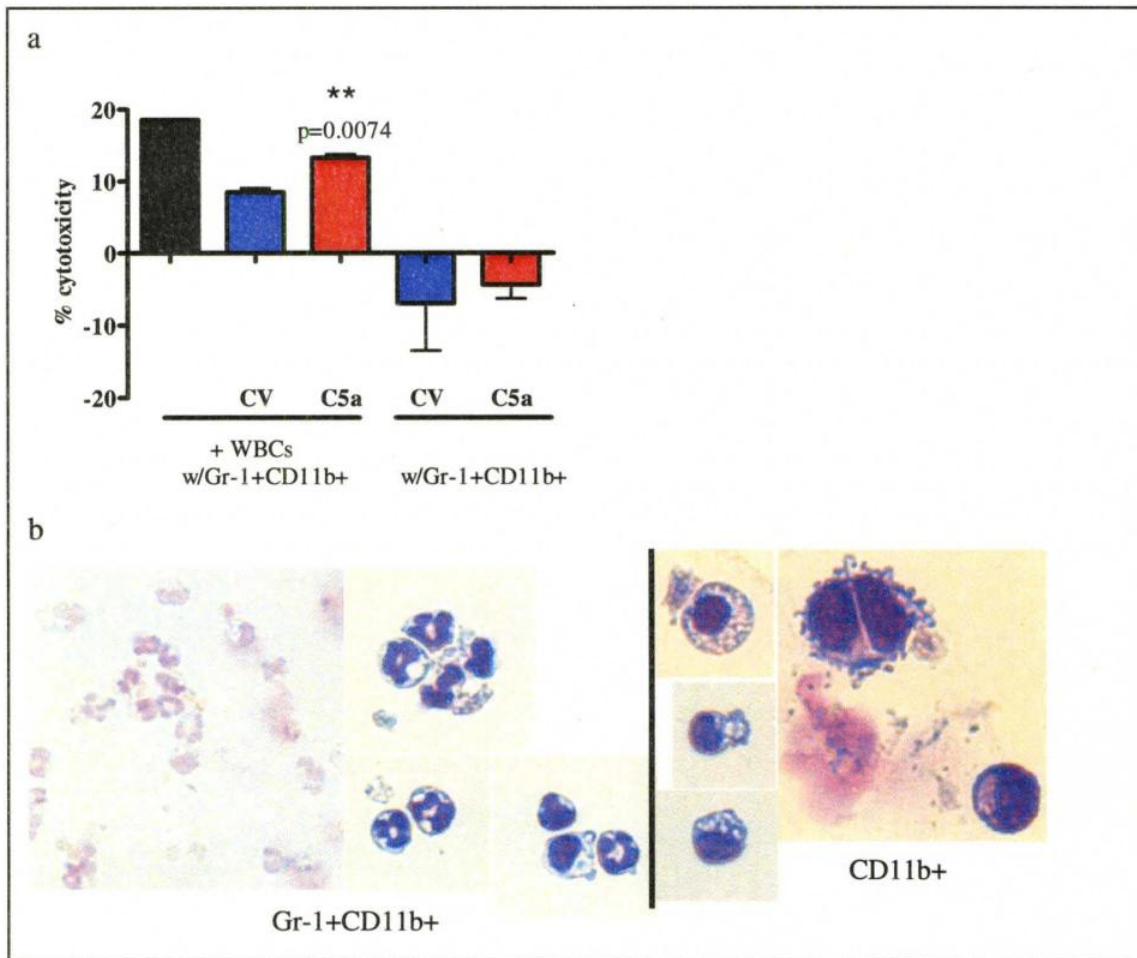 a
**
p=0.0074
20
10
0
-10
-20
% cytotoxicity
CV C5a CV C5a
+ WBCs
w/Gr-1+CD11b+ w/Gr-1+CD11b+
b
Gr-1+CD11b+
CD11b+